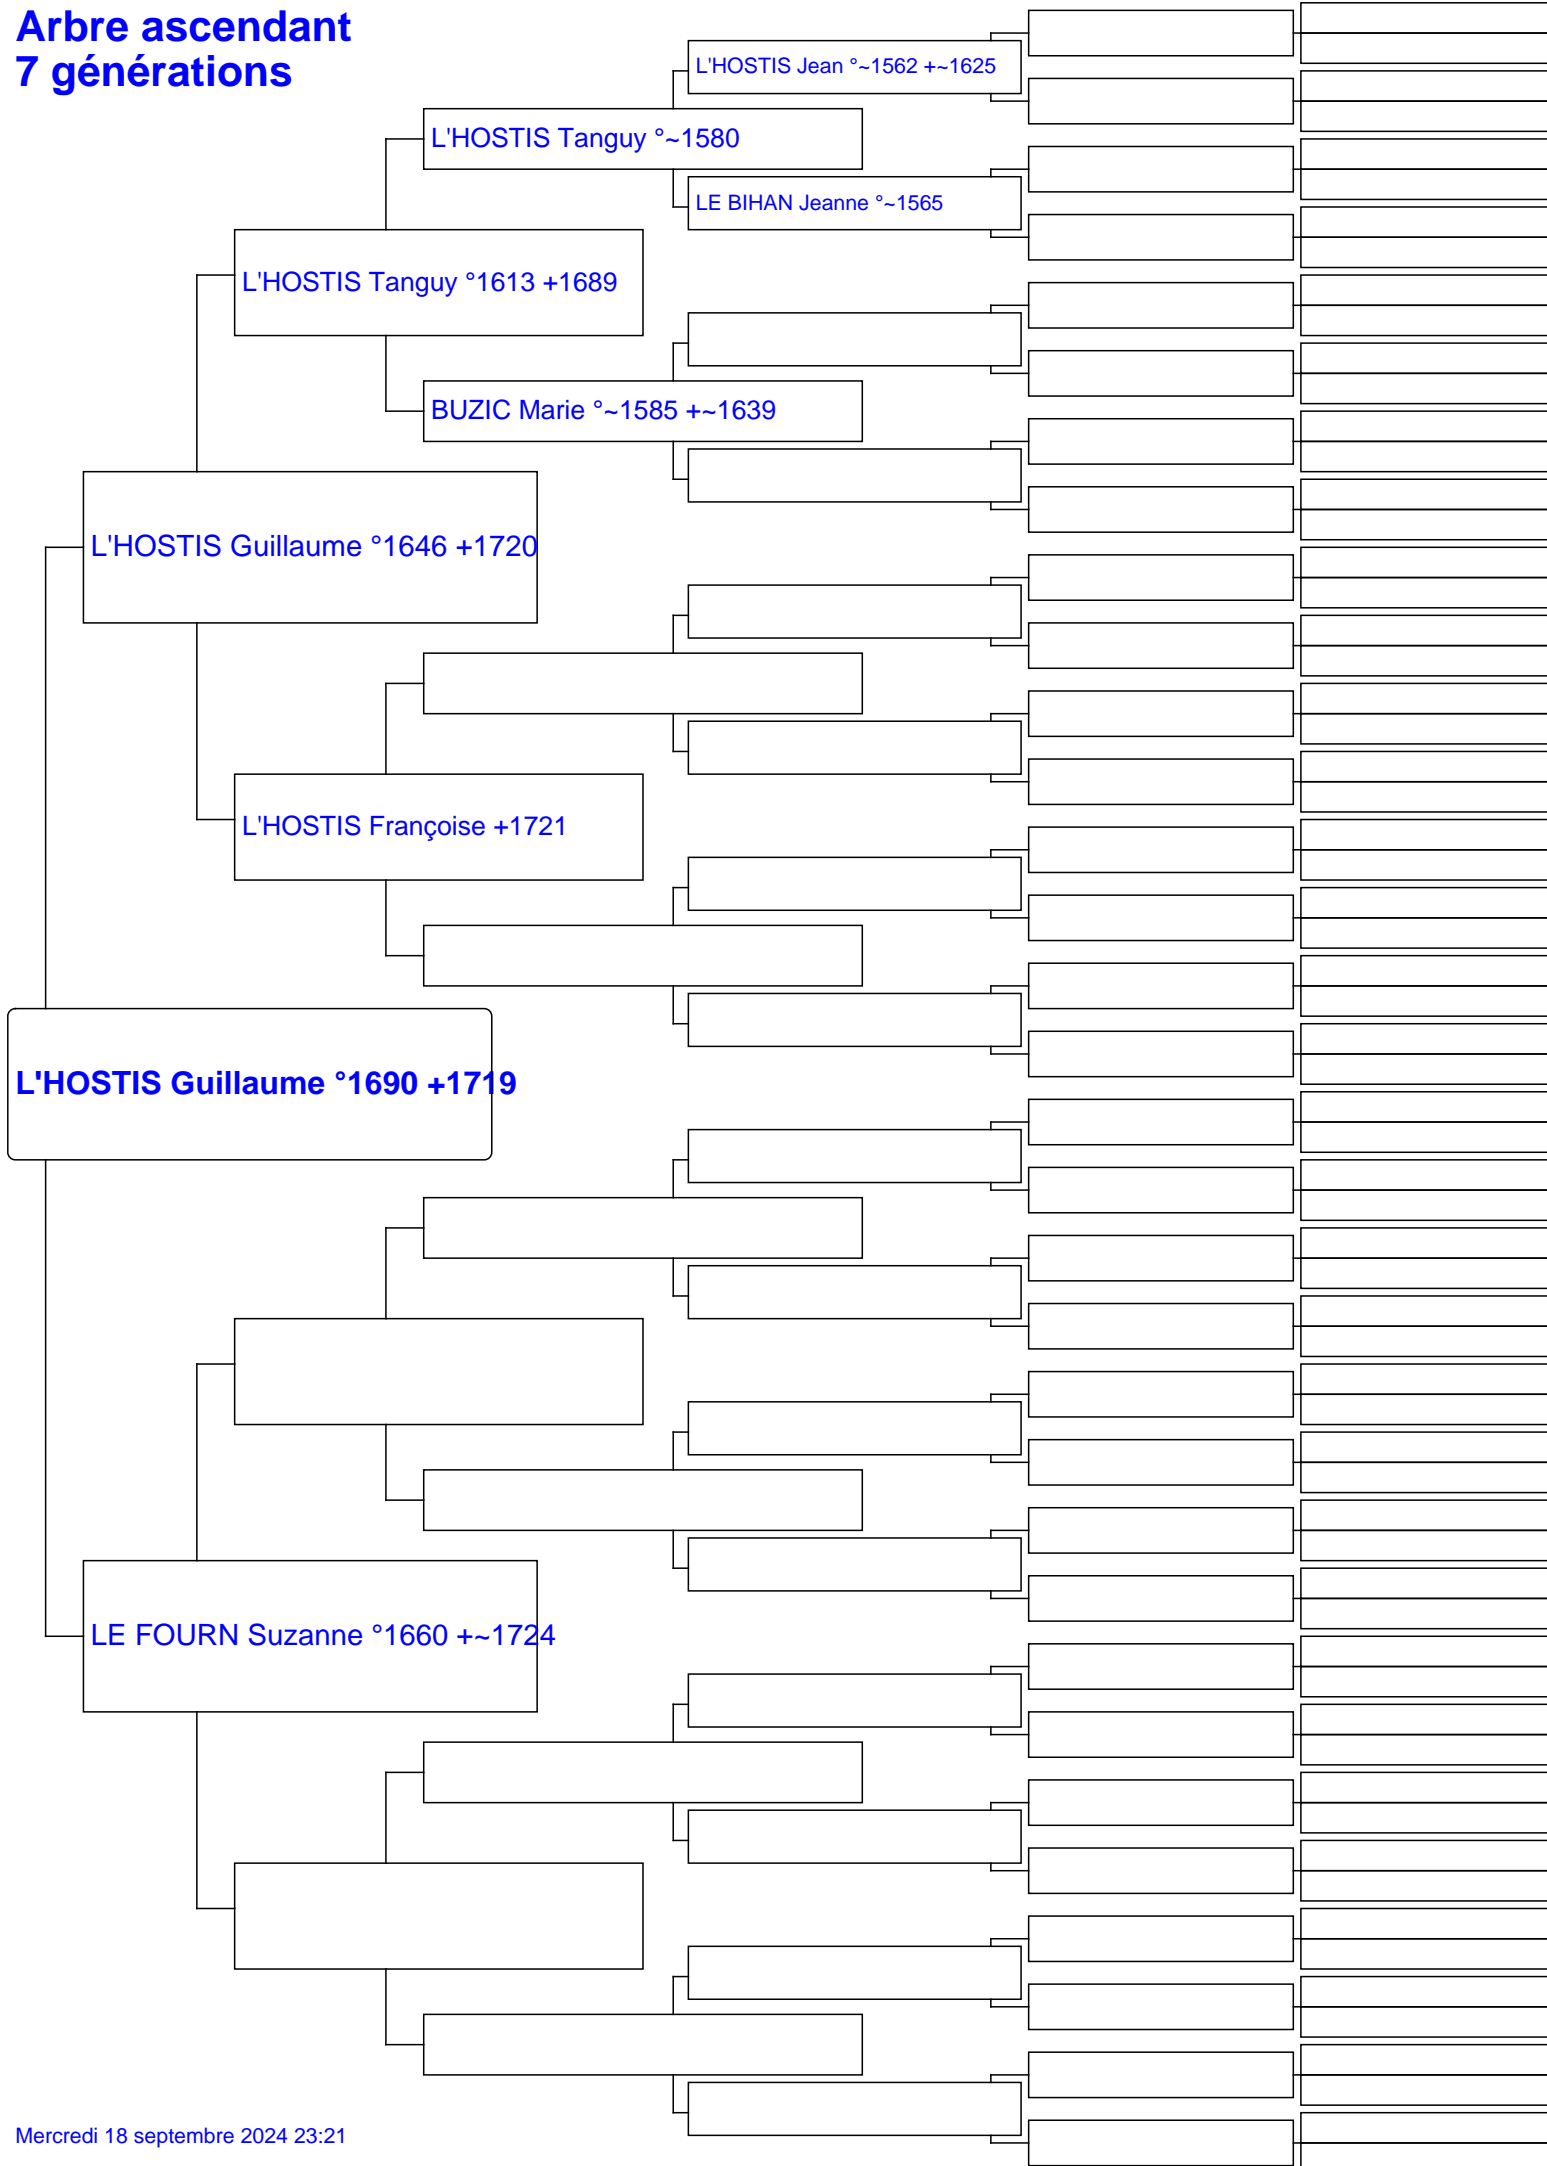 Arbre ascendant
7 générations
L'HOSTIS Jean °~1562 +~1625
L'HOSTIS Tanguy °~1580
LE BIHAN Jeanne °~1565
L'HOSTIS Tanguy °1613 +1689
BUZIC Marie °~1585 +~1639
L'HOSTIS Guillaume °1646 +1720
L'HOSTIS Françoise +1721
L'HOSTIS Guillaume °1690 +1719
LE FOURN Suzanne °1660 +~1724
Mercredi 18 septembre 2024 23:21